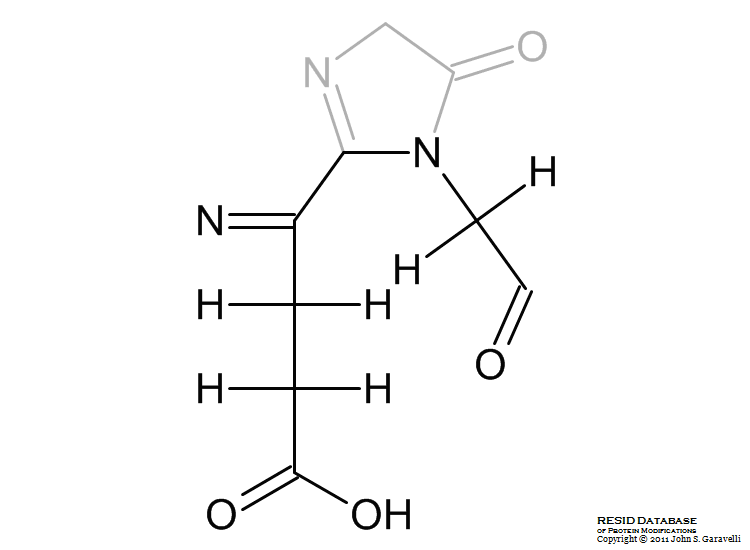 O
N
N
H
N
H
H
H
O
H
H
O
OH
RESID Database
of Protein Modifications
Copyright © 2011 John S. Garavelli